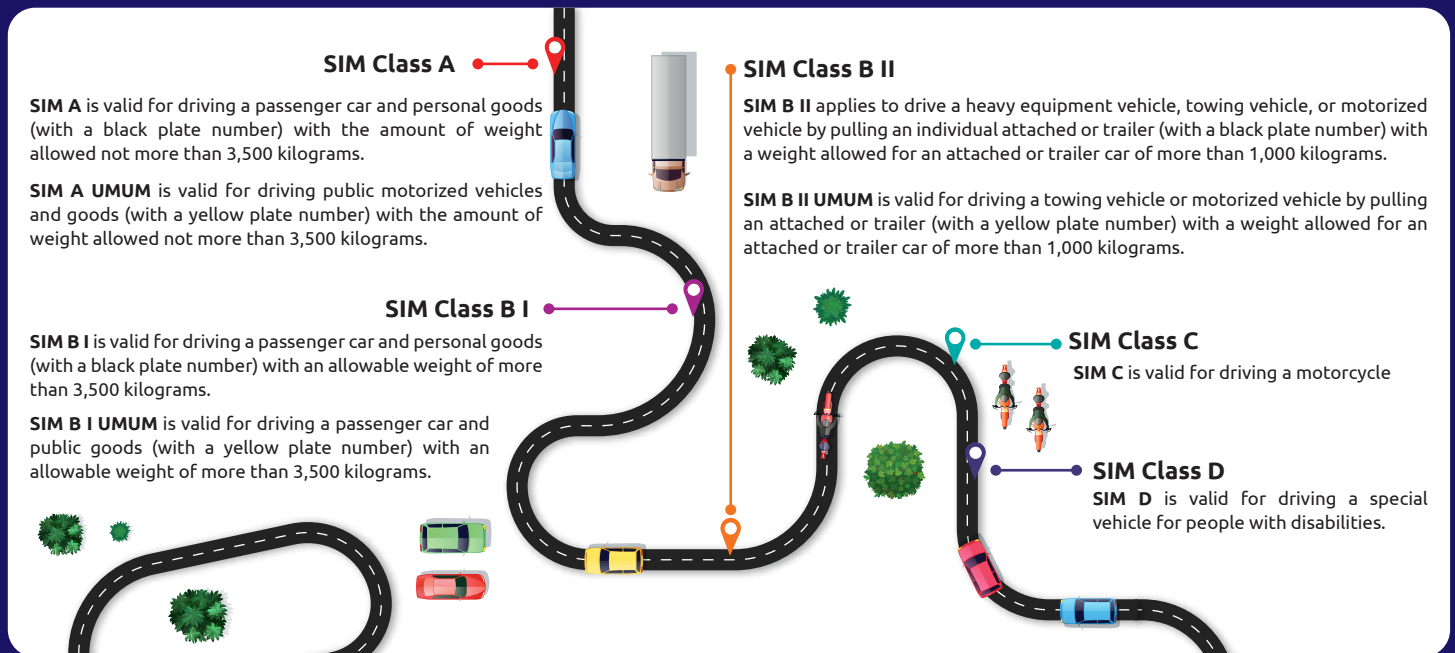 SIM Class A
SIM A is valid for driving a passenger car and personal goods
(with a black plate number) with the amount of weight
allowed not more than 3,500 kilograms.
SIM A UMUM is valid for driving public motorized vehicles
and goods (with a yellow plate number) with the amount of
weight allowed not more than 3,500 kilograms.
SIM Class B I
SIM B I is valid for driving a passenger car and personal goods
(with a black plate number) with an allowable weight of more
than 3,500 kilograms.
SIM B I UMUM is valid for driving a passenger car and
public goods (with a yellow plate number) with an
allowable weight of more than 3,500 kilograms.
SIM Class B II
SIM B II applies to drive a heavy equipment vehicle, towing vehicle, or motorized
vehicle by pulling an individual attached or trailer (with a black plate number) with
a weight allowed for an attached or trailer car of more than 1,000 kilograms.
SIM B II UMUM is valid for driving a towing vehicle or motorized vehicle by pulling
an attached or trailer (with a yellow plate number) with a weight allowed for an
attached or trailer car of more than 1,000 kilograms.
SIM Class C
SIM C is valid for driving a motorcycle
SIM Class D
SIM D is valid for driving a special
vehicle for people with disabilities.